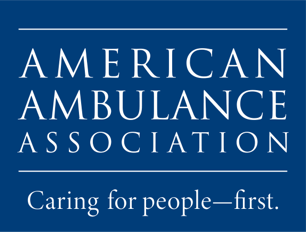 AMERICAN
AMBULANCE
ASSOCIATION
Caring for people—first.